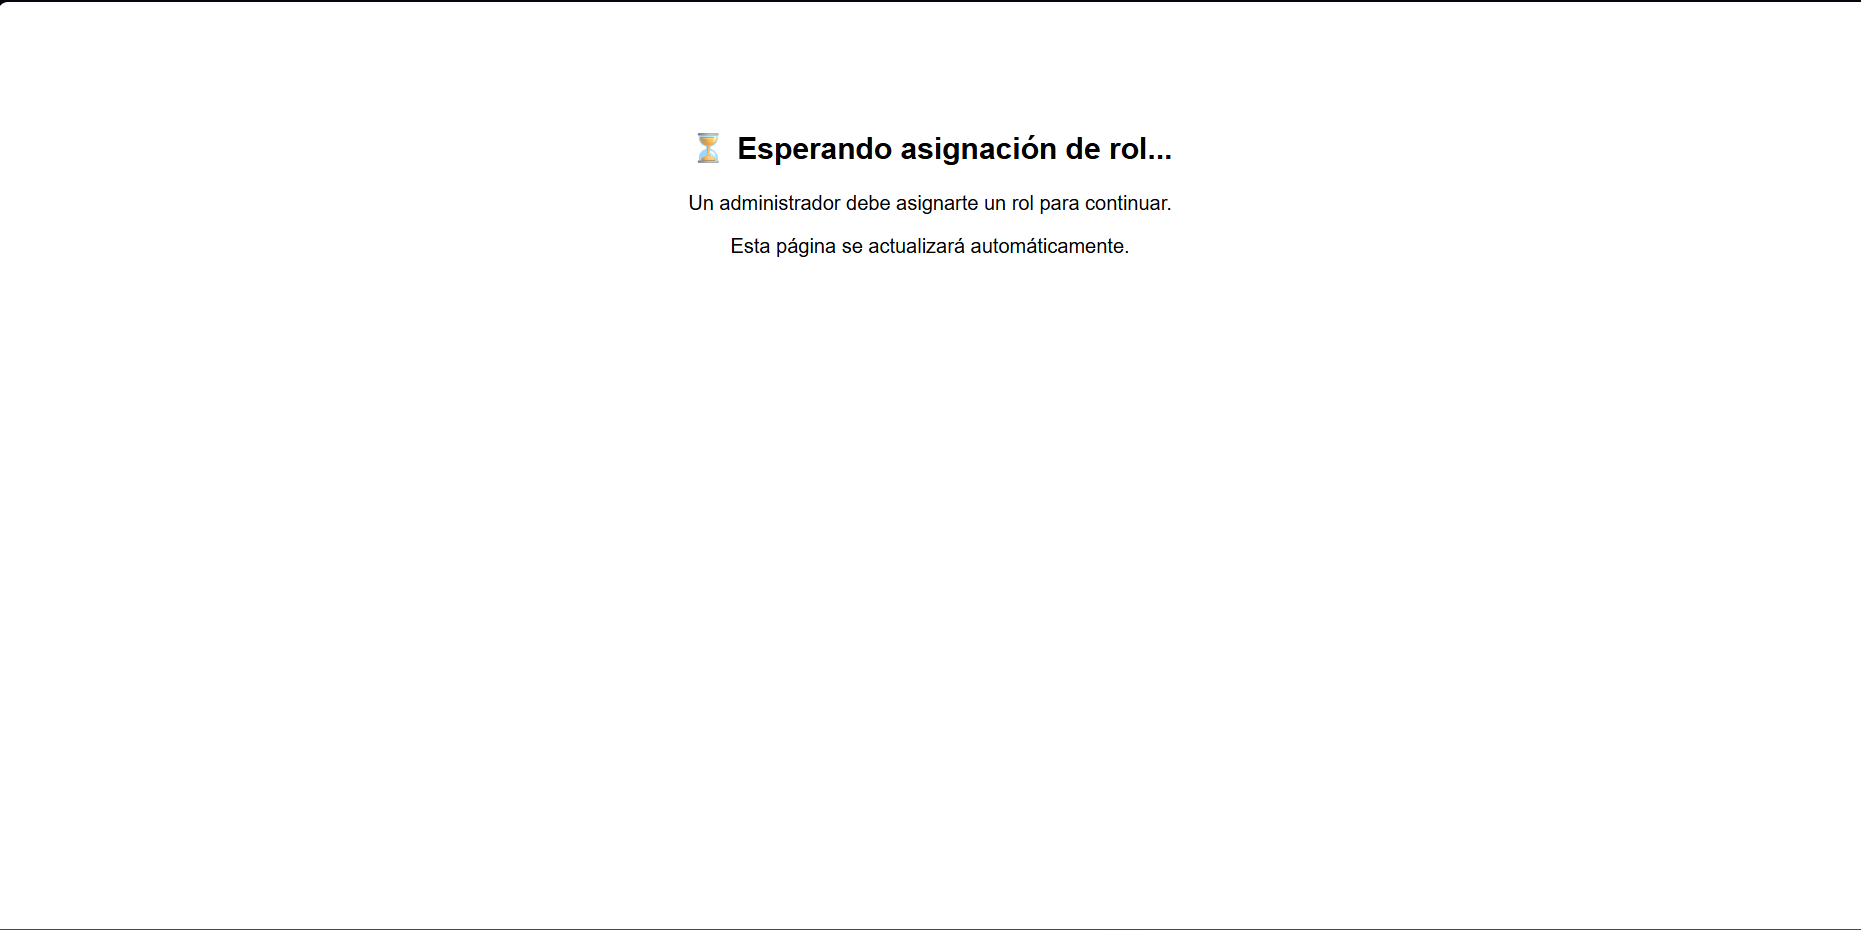 ⏳ Esperando asignación de rol...
Un administrador debe asignarte un rol para continuar.
Esta página se actualizará automáticamente.